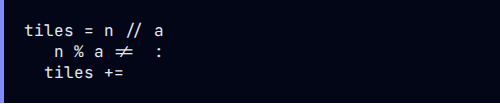 tiles = n // a
n % a != :
tiles +=